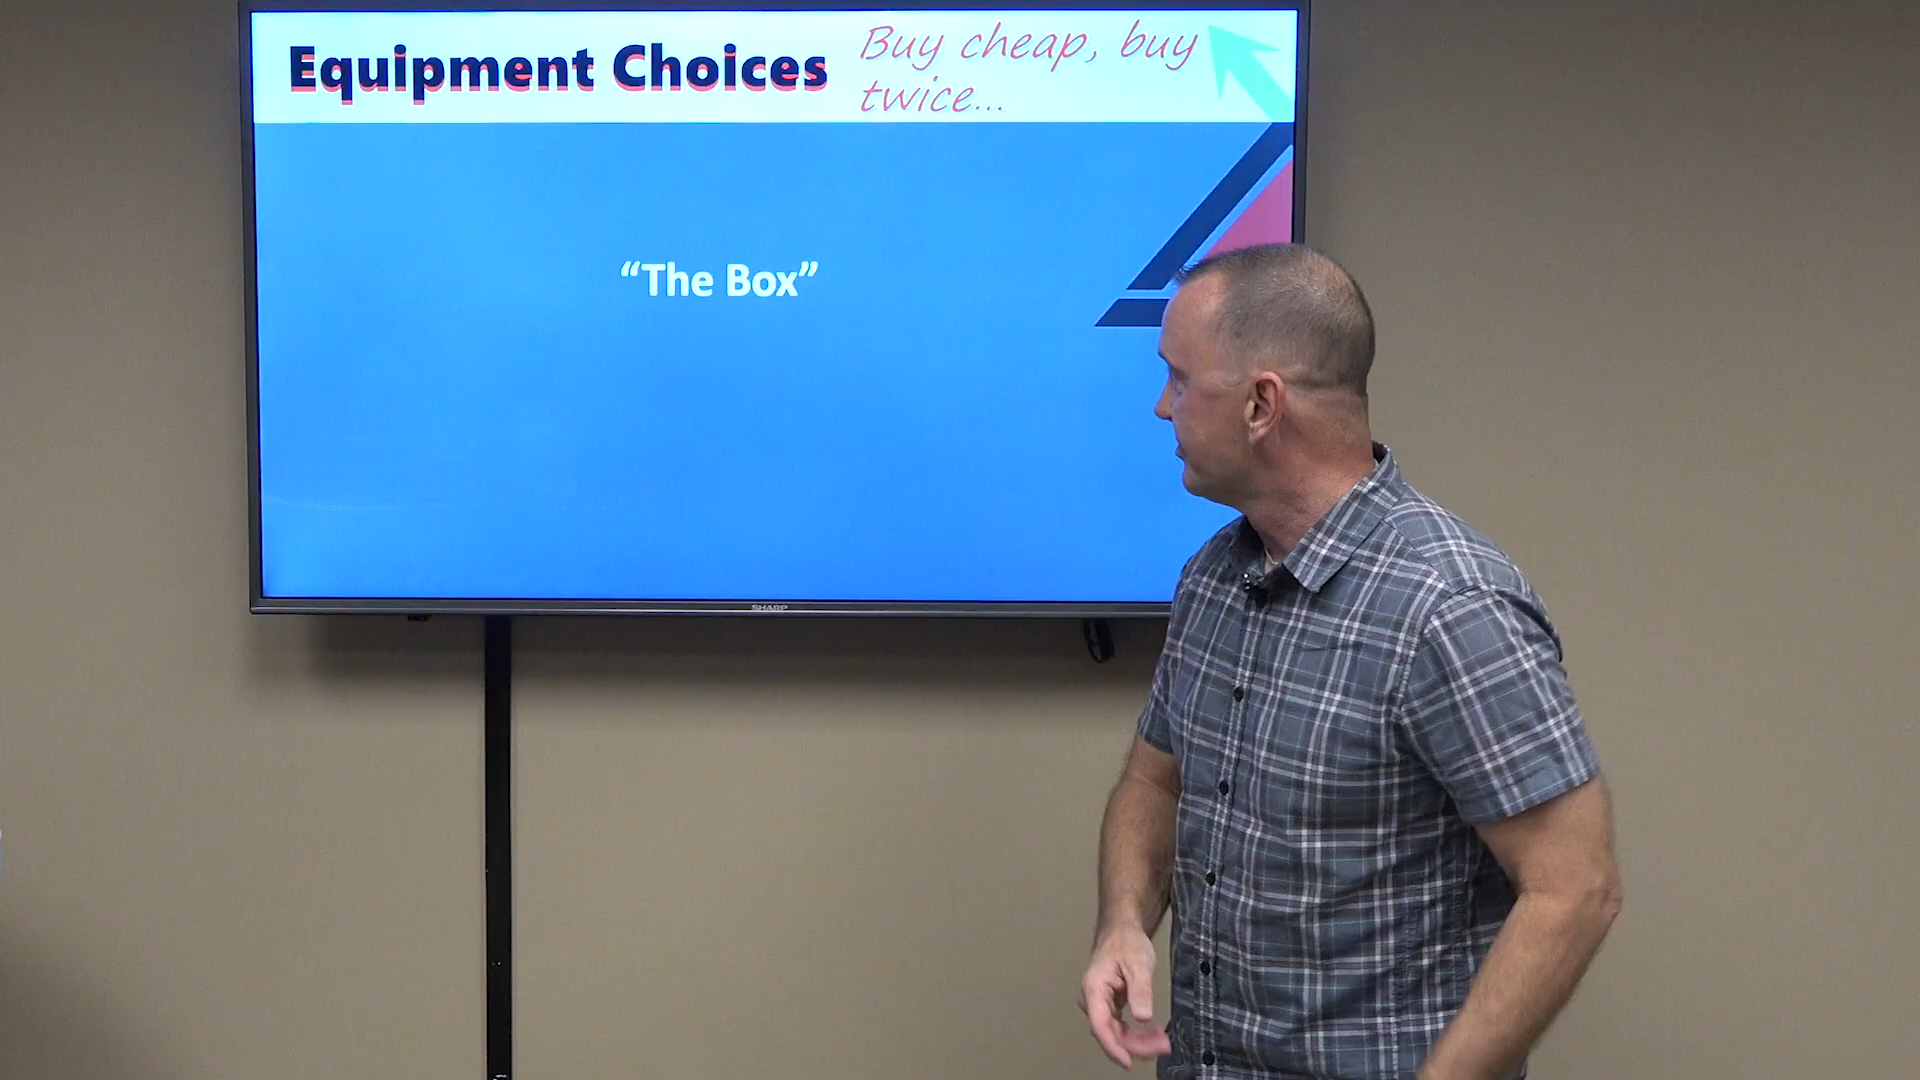 Equipment Choices
Buy cheap, buy
twice...
“The Box”
SHARP